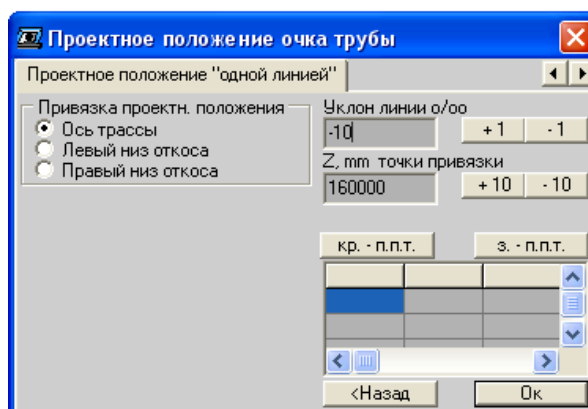 Проектное положение очка трубы
Проектное положение "одной линией"
Привязка проектн. положения
Ось трассы
Левый низ откоса
Правый низ откоса
Уклон линии о/оо
-10
+1
-1
Z, mm точки привязки
160000
+10
-10
кр. - п.п.т.
з. - п.п.т.
<Назад
Ок